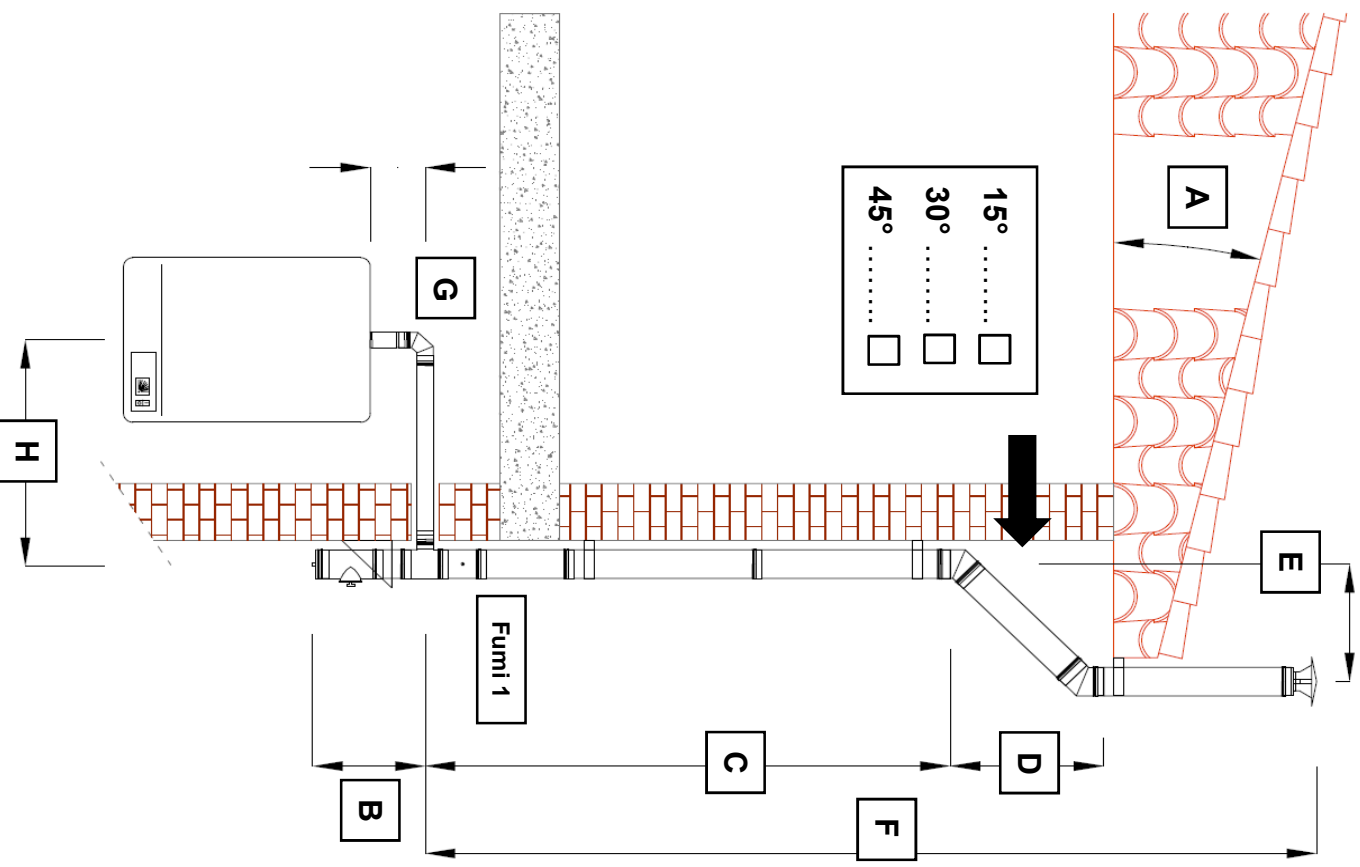 E
A
D
15° ........
30° ........
45° ........
F
C
Fumi 1
G
B
H